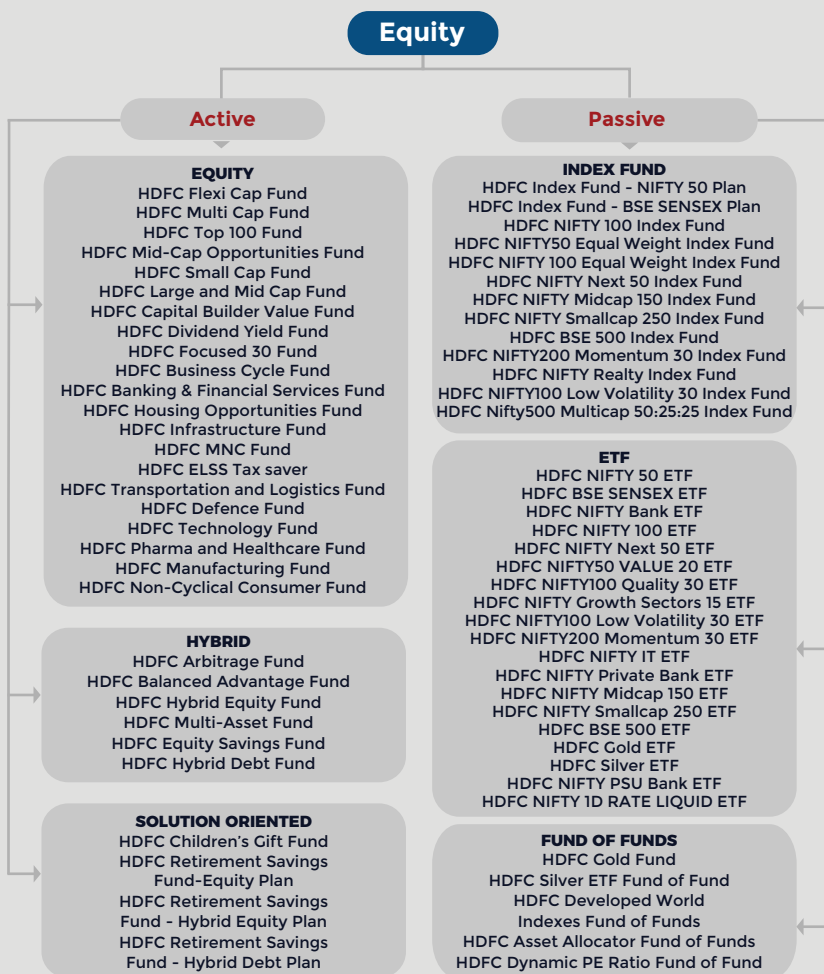 Equity
Active
EQUITY
HDFC Flexi Cap Fund
HDFC Multi Cap Fund
HDFC Top 100 Fund
HDFC Mid-Cap Opportunities Fund
HDFC Small Cap Fund
HDFC Large and Mid Cap Fund
HDFC Capital Builder Value Fund
HDFC Dividend Yield Fund
HDFC Focused 30 Fund
HDFC Business Cycle Fund
HDFC Banking & Financial Services Fund
HDFC Housing Opportunities Fund
HDFC Infrastructure Fund
HDFC MNC Fund
HDFC ELSS Tax saver
HDFC Transportation and Logistics Fund
HDFC Defence Fund
HDFC Technology Fund
HDFC Pharma and Healthcare Fund
HDFC Manufacturing Fund
HDFC Non-Cyclical Consumer Fund
HYBRID
HDFC Arbitrage Fund
HDFC Balanced Advantage Fund
HDFC Hybrid Equity Fund
HDFC Multi-Asset Fund
HDFC Equity Savings Fund
HDFC Hybrid Debt Fund
SOLUTION ORIENTED
HDFC Children's Gift Fund
HDFC Retirement Savings
Fund-Equity Plan
HDFC Retirement Savings
Fund - Hybrid Equity Plan
HDFC Retirement Savings
Fund - Hybrid Debt Plan
Passive
INDEX FUND
HDFC Index Fund - NIFTY 50 Plan
HDFC Index Fund - BSE SENSEX Plan
HDFC NIFTY 100 Index Fund
HDFC NIFTY50 Equal Weight Index Fund
HDFC NIFTY 100 Equal Weight Index Fund
HDFC NIFTY Next 50 Index Fund
HDFC NIFTY Midcap 150 Index Fund
HDFC NIFTY Smallcap 250 Index Fund
HDFC BSE 500 Index Fund
HDFC NIFTY200 Momentum 30 Index Fund
HDFC NIFTY Realty Index Fund
HDFC NIFTY100 Low Volatility 30 Index Fund
HDFC Nifty500 Multicap 50:25:25 Index Fund
ETF
HDFC NIFTY 50 ETF
HDFC BSE SENSEX ETF
HDFC NIFTY Bank ETF
HDFC NIFTY 100 ETF
HDFC NIFTY Next 50 ETF
HDFC NIFTY50 VALUE 20 ETF
HDFC NIFTY100 Quality 30 ETF
HDFC NIFTY Growth Sectors 15 ETF
HDFC NIFTY100 Low Volatility 30 ETF
HDFC NIFTY200 Momentum 30 ETF
HDFC NIFTY IT ETF
HDFC NIFTY Private Bank ETF
HDFC NIFTY Midcap 150 ETF
HDFC NIFTY Smallcap 250 ETF
HDFC BSE 500 ETF
HDFC Gold ETF
HDFC Silver ETF
HDFC NIFTY PSU Bank ETF
HDFC NIFTY 1D RATE LIQUID ETF
FUND OF FUNDS
HDFC Gold Fund
HDFC Silver ETF Fund of Fund
HDFC Developed World
Indexes Fund of Funds
HDFC Asset Allocator Fund of Funds
HDFC Dynamic PE Ratio Fund of Fund